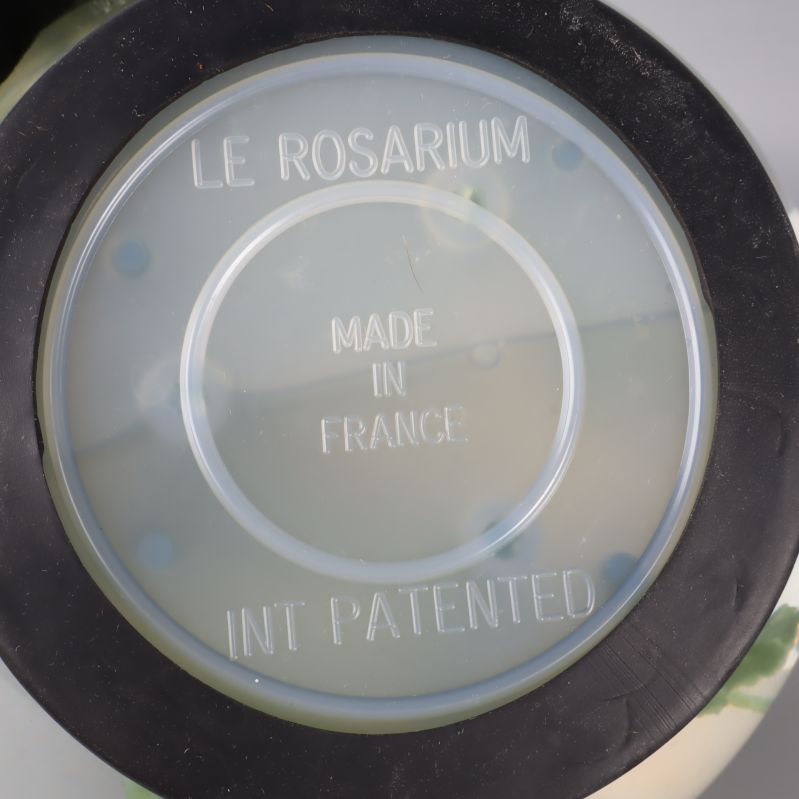 LE ROSARIUM
MADE
IN
FRANCE
INT PATENTED